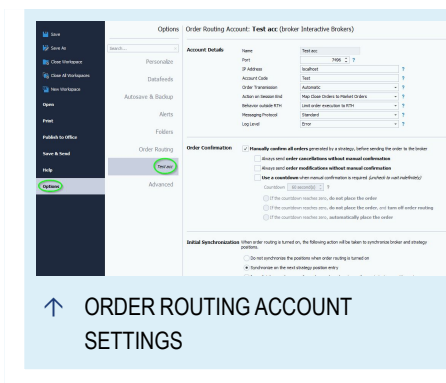 Save
Save As
Close Workspace
Close All Workspaces
New Workspace
Open
Print
Publish to Office
Save & Send
Help
Options
Options
Search...
Personalize
Datafeeds
Autosave & Backup
Alerts
Folders
Order Routing
Test acc
Advanced
Order Routing Account: Test acc (broker Interactive Brokers)
Account Details
Name Test acc
Port 7496 ?
IP Address localhost ?
Account Code Test ?
Order Transmission Automatic ?
Action on Session End Map Close Orders to Market Orders ?
Behavior outside RTH Limit order execution to RTH ?
Messaging Protocol Standard ?
Log Level Error ?
Order Confirmation
Manually confirm all orders generated by a strategy, before sending the order to the broker
Always send order cancellations without manual confirmation
Always send order modifications without manual confirmation
Use a countdown when manual confirmation is required (uncheck to wait indefinitely)
Countdown 60 second(s) ?
If the countdown reaches zero, do not place the order
If the countdown reaches zero, do not place the order, and turn off order routing
If the countdown reaches zero, automatically place the order
Initial Synchronization
When order routing is turned on, the following action will be taken to synchronize broker and strategy
positions.
Do not synchronize the positions when order routing is turned on
Synchronize on the next strategy position entry
↑ ORDER ROUTING ACCOUNT
SETTINGS